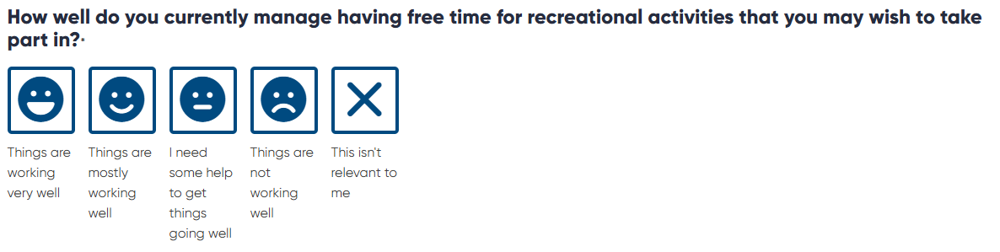 How well do you currently manage having free time for recreational activities that you may wish to take
part in?*
Things are
working
very well
Things are
mostly
working
well
I need
some help
to get
things
going well
Things are
not
working
well
This isn't
relevant to
me